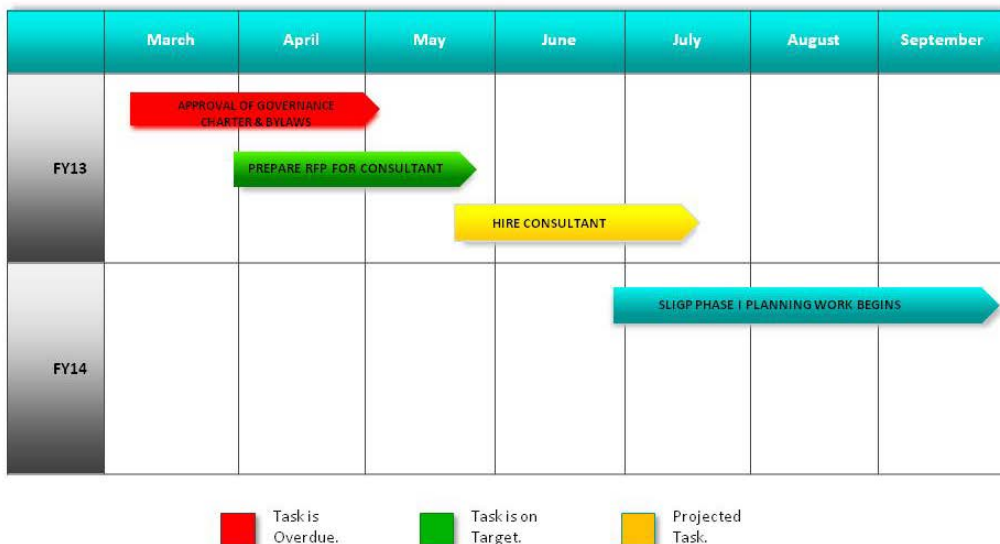 March April May June July August September
FY13
APPROVAL OF GOVERNANCE
CHARTER & BYLAWS
PREPARE RFP FOR CONSULTANT
HIRE CONSULTANT
FY14
SLIGP PHASE I PLANNING WORK BEGINS
Task is
Overdue.
Task is on
Target.
Projected
Task.